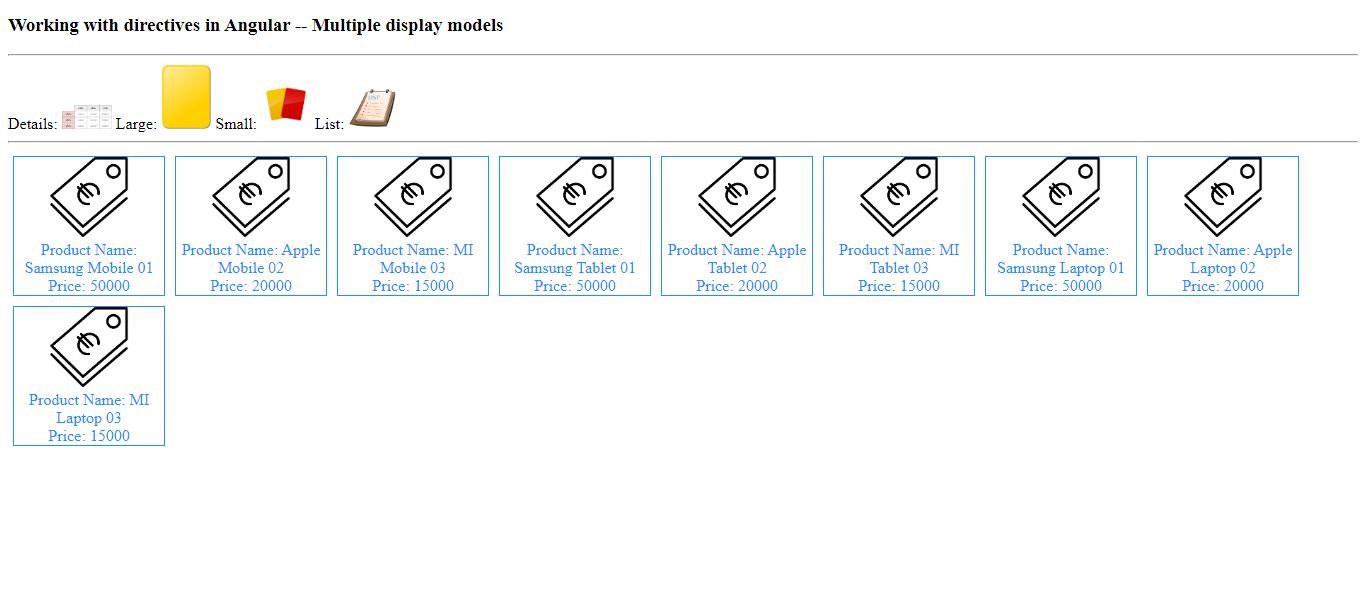 Working with directives in Angular -- Multiple display models
Details: Large: Small: List:
Product Name:
Samsung Mobile 01
Price: 50000
Product Name: Apple
Mobile 02
Price: 20000
Product Name: MI
Mobile 03
Price: 15000
Product Name:
Samsung Tablet 01
Price: 50000
Product Name: Apple
Tablet 02
Price: 20000
Product Name: MI
Tablet 03
Price: 15000
Product Name:
Samsung Laptop 01
Price: 50000
Product Name: Apple
Laptop 02
Price: 20000
Product Name: MI
Laptop 03
Price: 15000